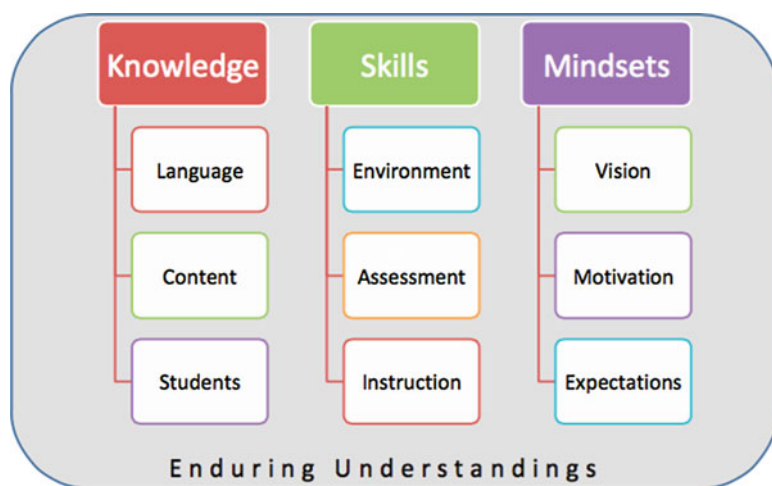 Knowledge
Skills
Mindsets
Language
Environment
Vision
Content
Assessment
Motivation
Students
Instruction
Expectations
Enduring Understandings